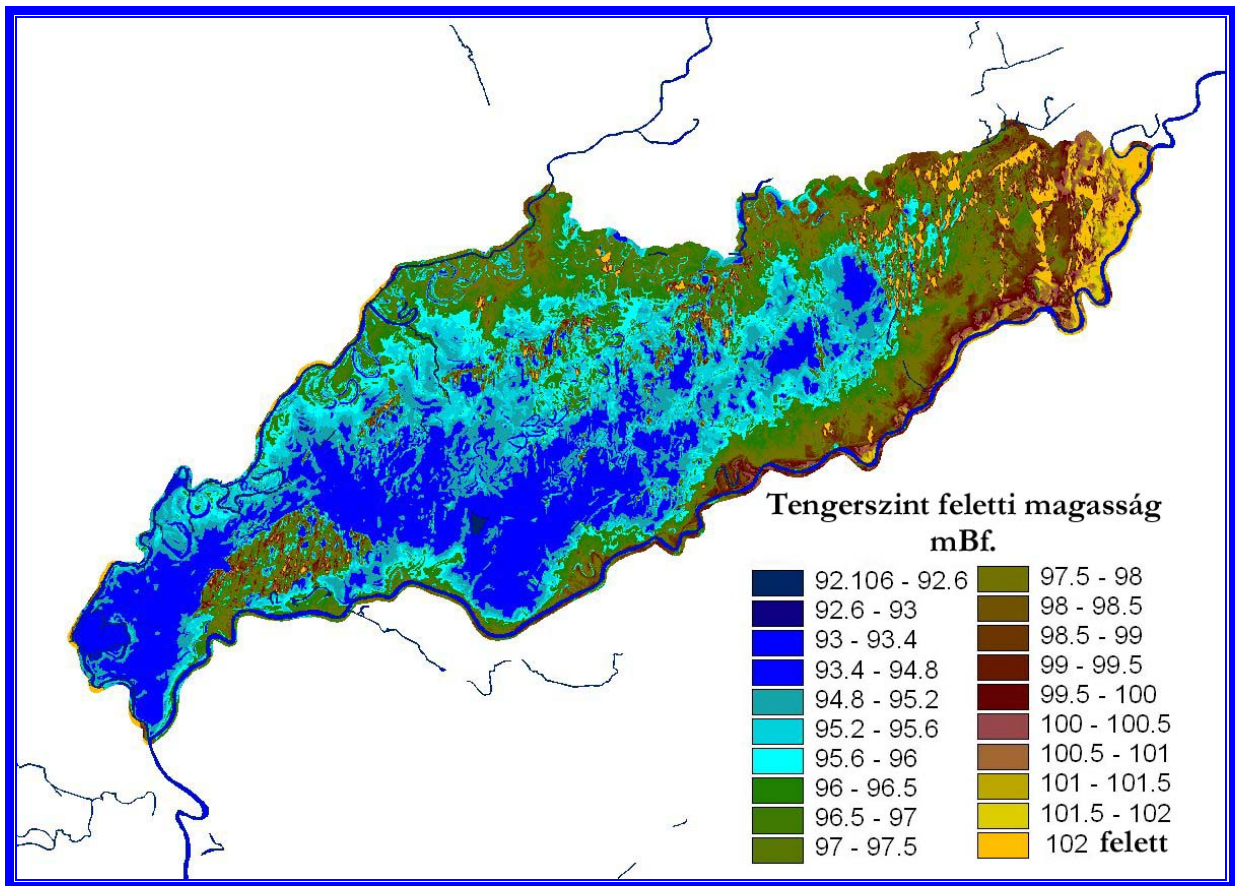 Tengerszint feletti magasság
mBf.
92.106 - 92.6
92.6 - 93
93 - 93.4
93.4 - 94.8
94.8 - 95.2
95.2 - 95.6
95.6 - 96
96 - 96.5
96.5 - 97
97 - 97.5
97.5 - 98
98 - 98.5
98.5 - 99
99 - 99.5
99.5 - 100
100 - 100.5
100.5 - 101
101 - 101.5
101.5 - 102
102 felett